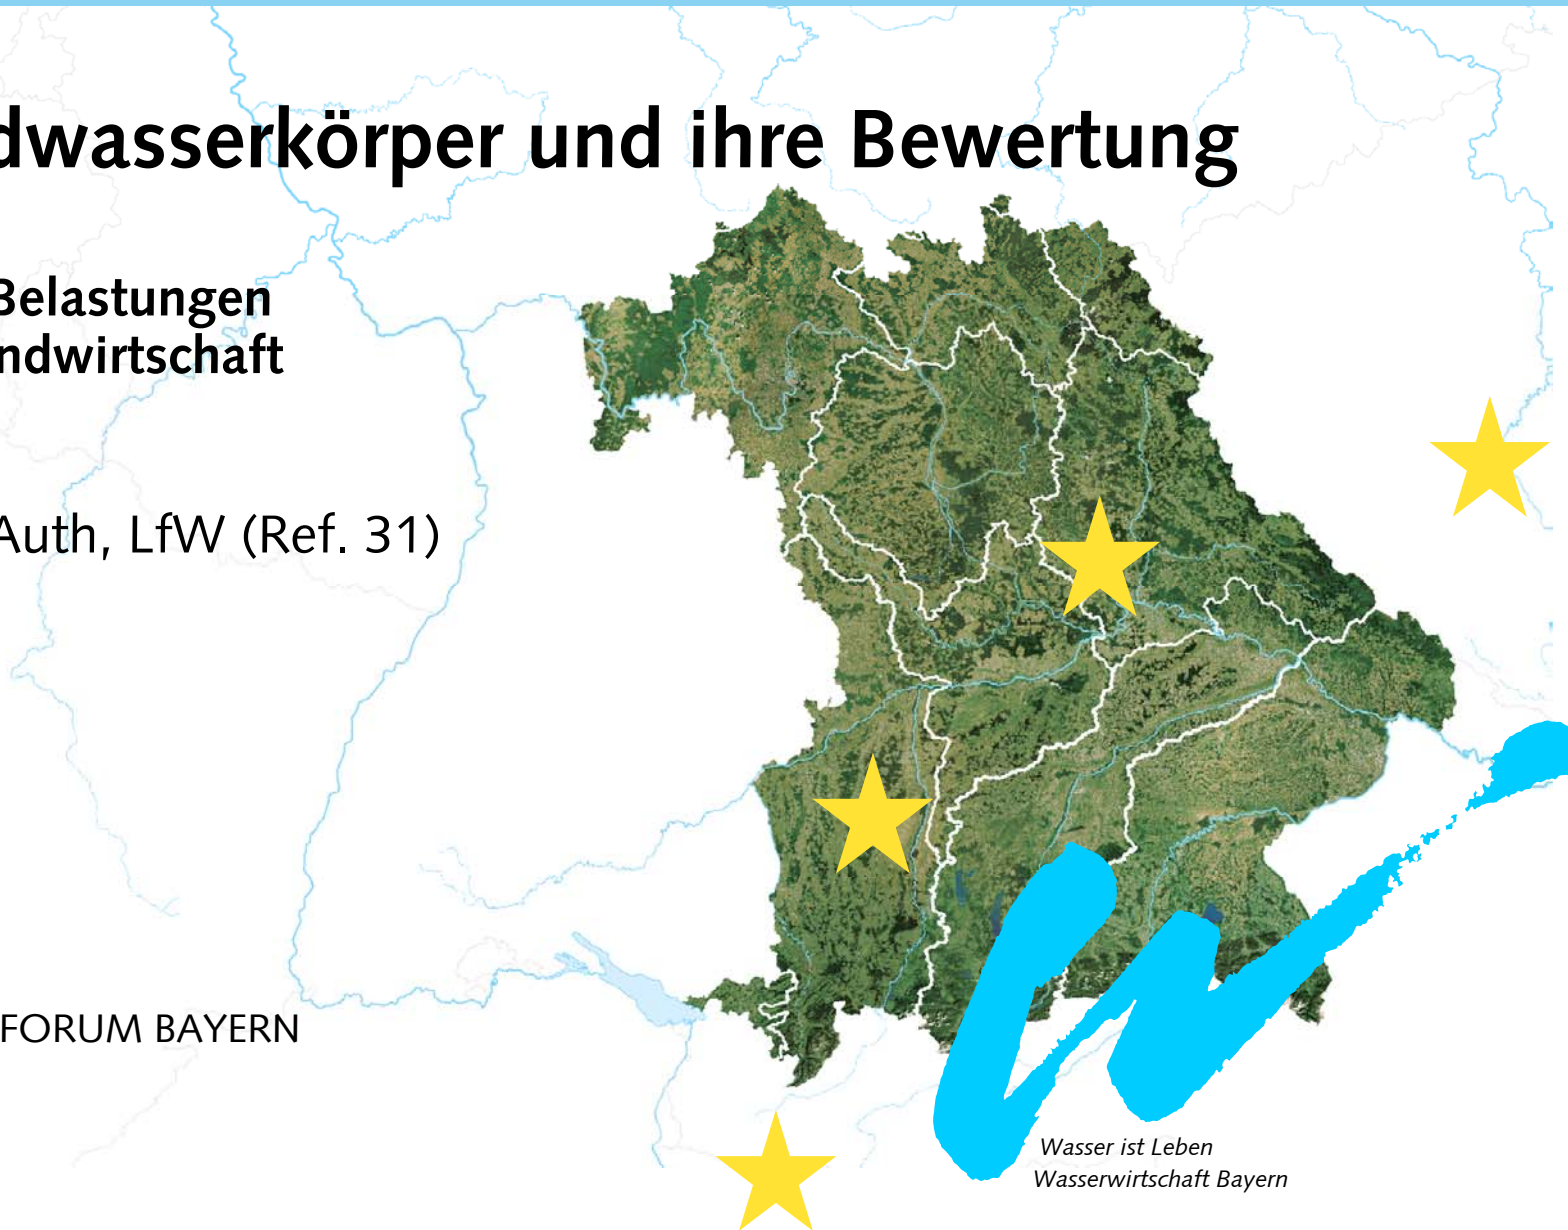 dwasserkörper und ihre Bewertung
Belastungen
ndwirtschaft
Auth, LfW (Ref. 31)
FORUM BAYERN
Wasser ist Leben
Wasserwirtschaft Bayern